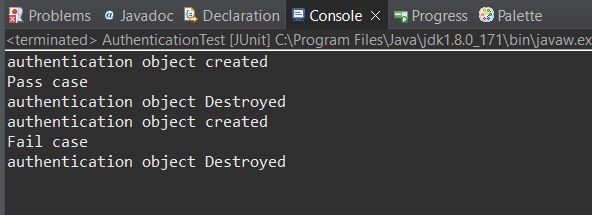 Problems @ Javadoc Declaration Console Progress Palette
<terminated> AuthenticationTest [JUnit] C:\Program Files\Java\jdk1.8.0_171\bin\javaw.ex
authentication object created
Pass case
authentication object Destroyed
authentication object created
Fail case
authentication object Destroyed